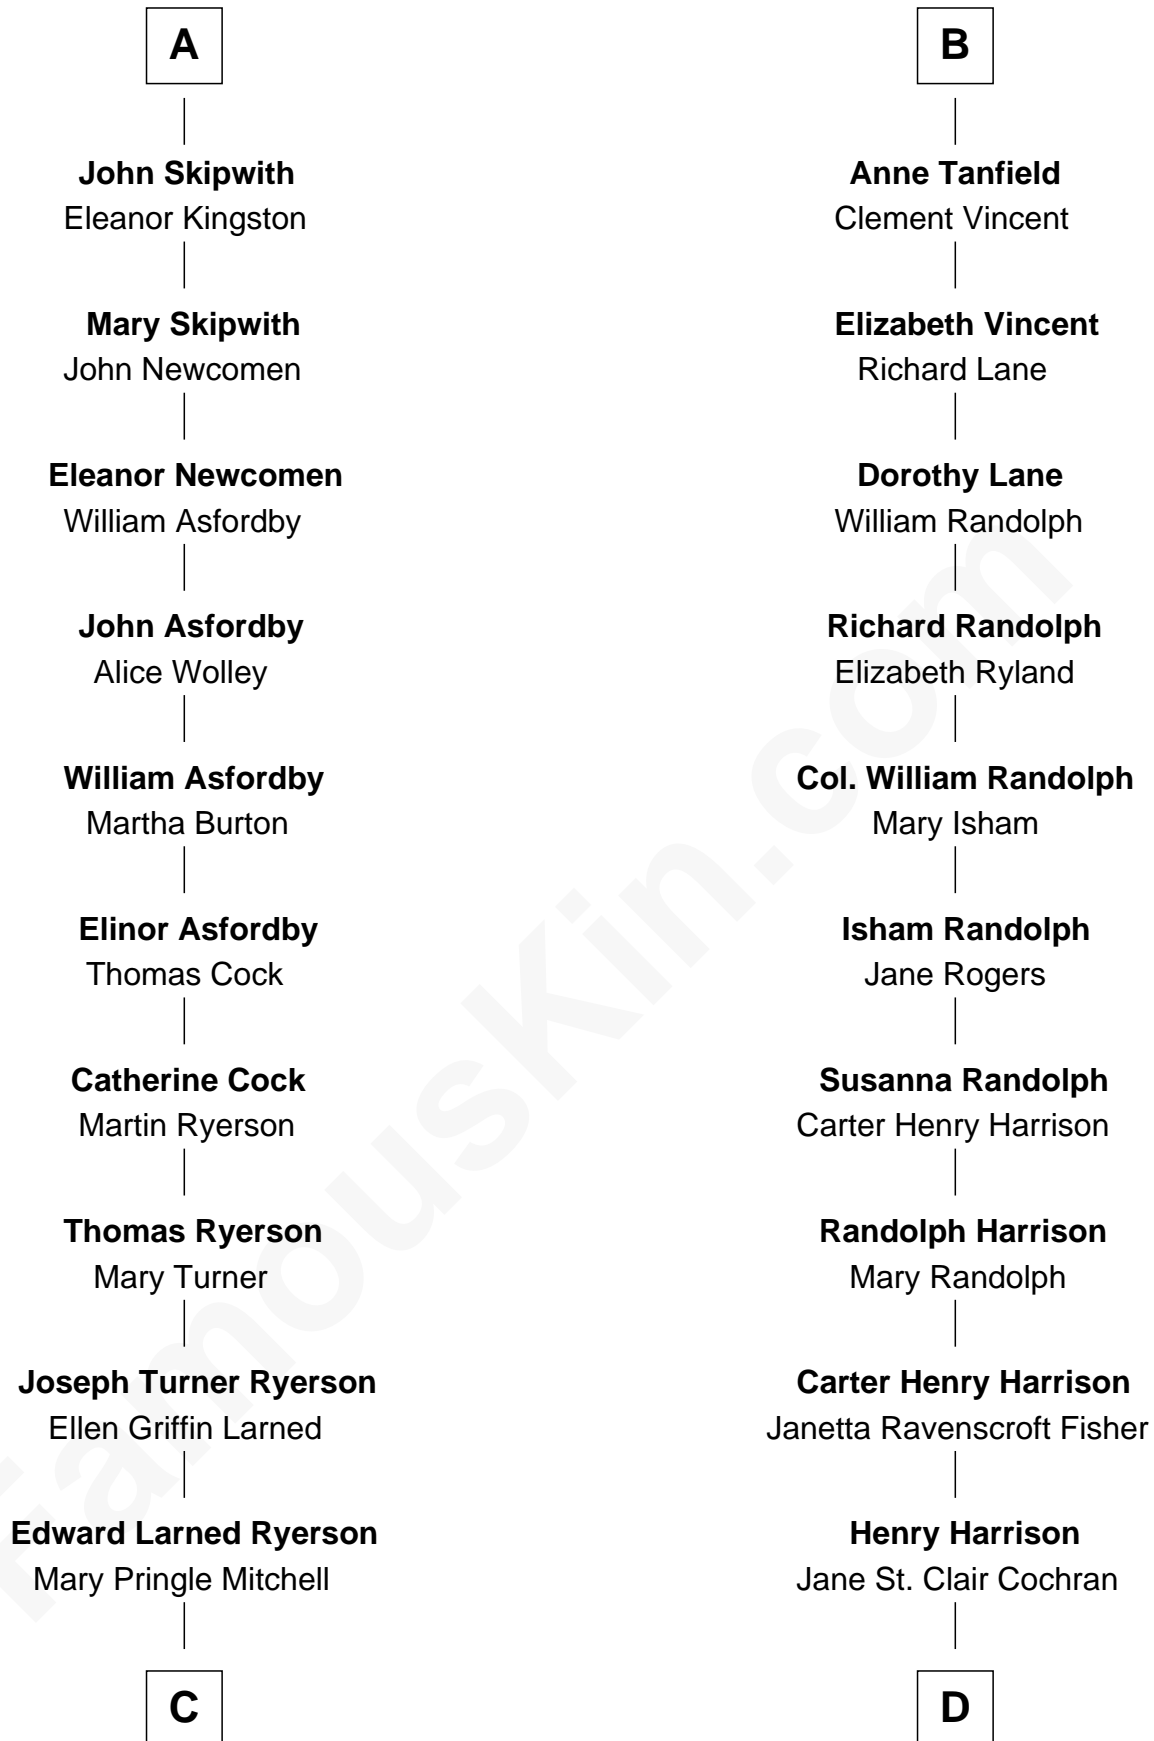 A
John Skipwith
Eleanor Kingston
Mary Skipwith
John Newcomen
Eleanor Newcomen
William Asfordby
John Asfordby
Alice Wolley
William Asfordby
Martha Burton
Elinor Asfordby
Thomas Cock
Catherine Cock
Martin Ryerson
Thomas Ryerson
Mary Turner
Joseph Turner Ryerson
Ellen Griffin Larned
Edward Larned Ryerson
Mary Pringle Mitchell
C
B
Anne Tanfield
Clement Vincent
Elizabeth Vincent
Richard Lane
Dorothy Lane
William Randolph
Richard Randolph
Elizabeth Ryland
Col. William Randolph
Mary Isham
Isham Randolph
Jane Rogers
Susanna Randolph
Carter Henry Harrison
Randolph Harrison
Mary Randolph
Carter Henry Harrison
Janetta Ravenscroft Fisher
Henry Harrison
Jane St. Clair Cochran
D
FamousKin.com